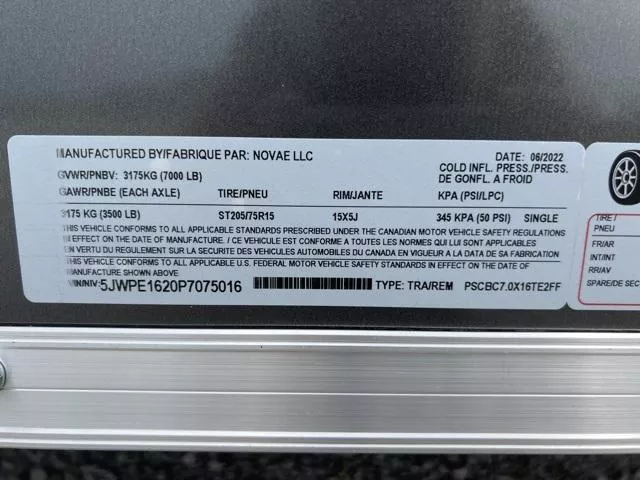 MANUFACTURED BY/FABRIQUE PAR: NOVAE LLC DATE: 06/2022
GVWR/PNBV: 3175KG (7000 LB) COLD INFL. PRESS./PRESS.
DE GONFL. A FROID
GAWR/PNBE (EACH AXLE) TIRE/PNEU RIM/JANTE KPA (PSI/LPC)
3175 KG (3500 LB) ST205/75R15 15X5J 345 KPA (50 PSI) SINGLE
THIS VEHICLE CONFORMS TO ALL APPLICABLE STANDARDS PRESCRIBED UNDER THE CANADIAN MOTOR VEHICLE SAFETY REGULATIONS
IN EFFECT ON THE DATE OF MANUFACTURE. CE VEHICULE EST CONFORME A TOUTES LES NORMES QUI LUI SONT APPLICABLES
EN VERTU DU REGLEMENT SUR LA SECURITE DES VEHICULES AUTOMOBILES DU CANADA EN VIGUEUR A LA DATE DE SA FABRICATION
THIS VEHICLE CONFORMS TO ALL APPLICABLE U.S. FEDERAL MOTOR VEHICLE SAFETY STANDARDS IN EFFECT ON THE DATE OF
MANUFACTURE SHOWN ABOVE.
VIN/NIV: 5JWPE1620P7075016 TYPE: TRA/REM PSCBC7.0X16TE2FF
TIRE
PNEU
FR/AR
INT/INT
RR/AV
SPARE/DE SEC